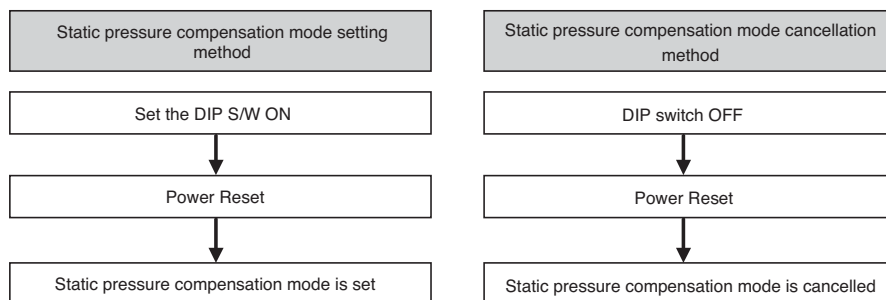 Static pressure compensation mode setting
method
Set the DIP S/W ON
Power Reset
Static pressure compensation mode is set
Static pressure compensation mode cancellation
method
DIP switch OFF
Power Reset
Static pressure compensation mode is cancelled